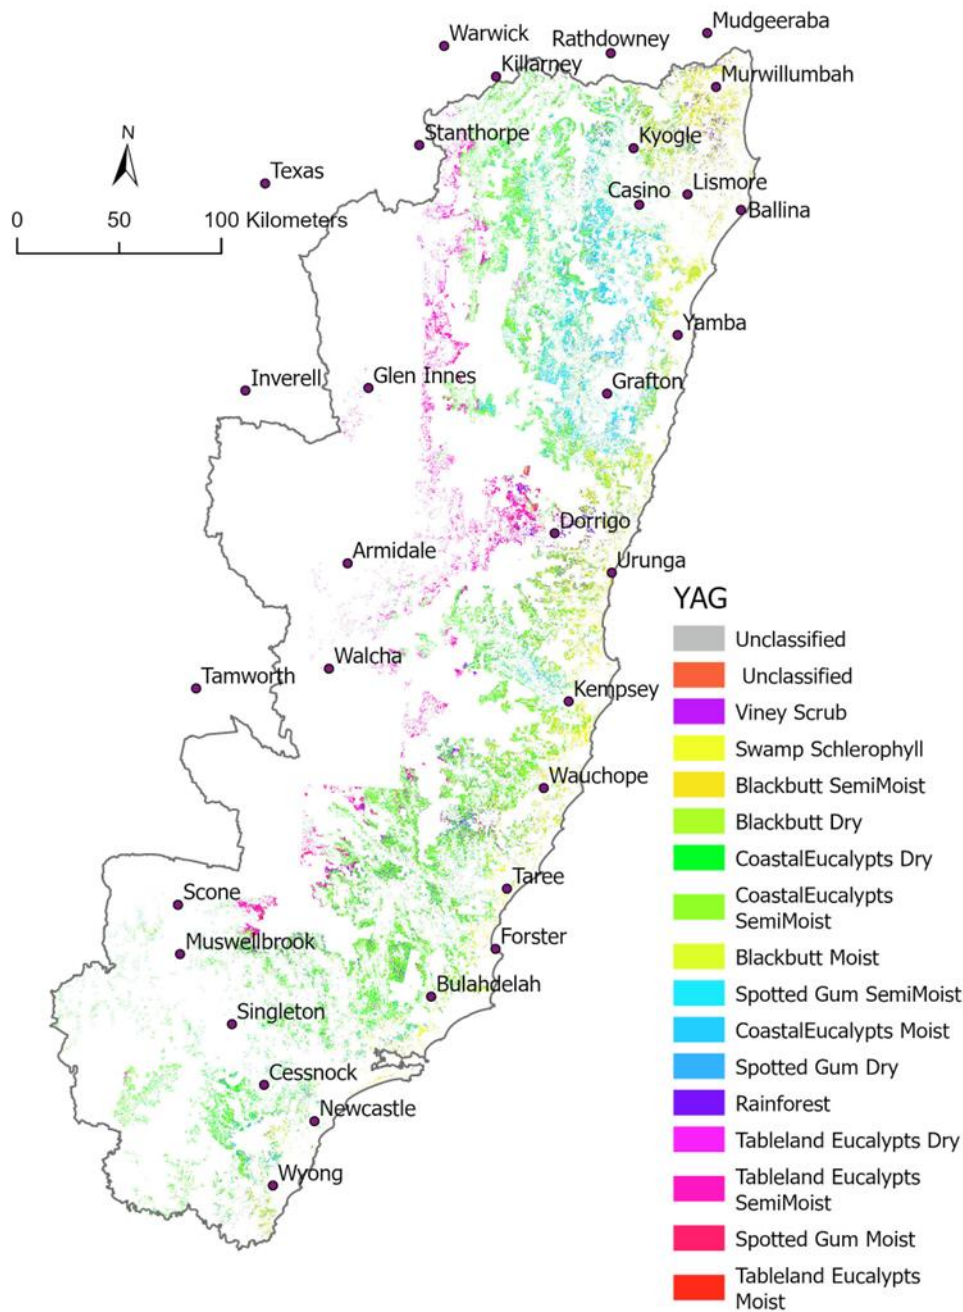 Mudgeeraba
Warwick
Rathdowney
Killarney
Murwillumbah
N
Stanthorpe
Kyogle
Texas
Casino
Lismore
0 50 100 Kilometers
Ballina
Yamba
Inverell
Glen Innes
Grafton
Dorrigo
Armidale
Urunga
YAG
Unclassified
Walcha
Tamworth
Unclassified
Kempsey
Viney Scrub
Swamp Schlerophyll
Wauchope
Blackbutt SemiMoist
Blackbutt Dry
CoastalEucalypts Dry
Taree
Scone
CoastalEucalypts
SemiMoist
Forster
Muswellbrook
Blackbutt Moist
Bulahdelah
Spotted Gum SemiMoist
Singleton
CoastalEucalypts Moist
Cessnock
Spotted Gum Dry
Newcastle
Rainforest
Tableland Eucalypts Dry
Wyong
Tableland Eucalypts
SemiMoist
Spotted Gum Moist
Tableland Eucalypts
Moist